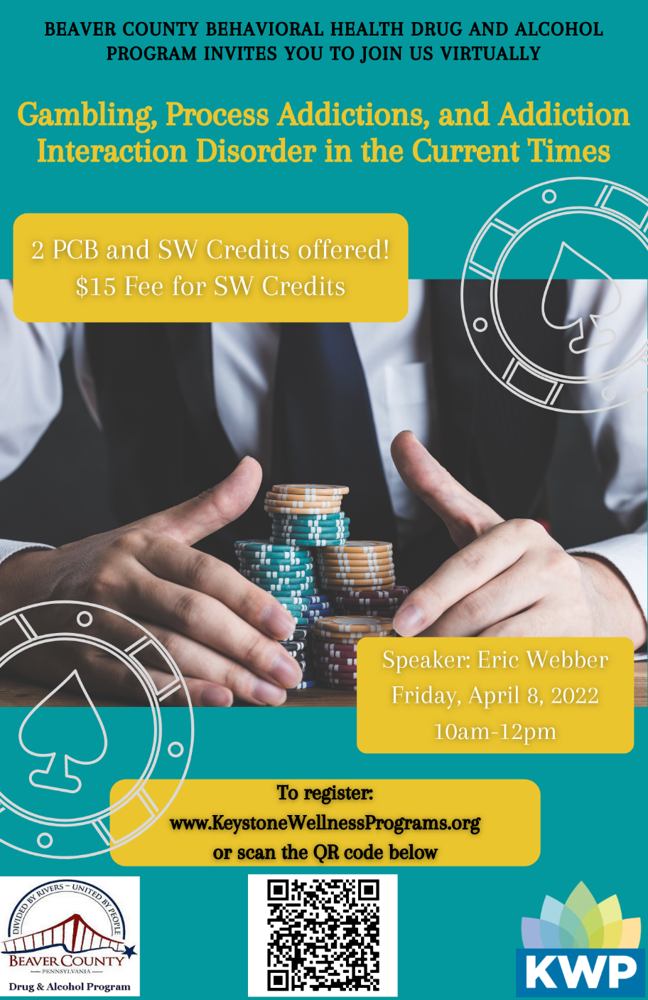 BEAVER COUNTY BEHAVIORAL HEALTH DRUG AND ALCOHOL
PROGRAM INVITES YOU TO JOIN US VIRTUALLY
Gambling, Process Addictions, and Addiction
Interaction Disorder in the Current Times
2 PCB and SW Credits offered!
$15 Fee for SW Credits
Speaker: Eric Webber
Friday, April 8, 2022
10am-12pm
To register:
www.KeystoneWellnessPrograms.org
or scan the QR code below
DIVIDED BY RIVERS - UNITED BY PEOPLE
BEAVER COUNTY
PENNSYLVANIA
Drug & Alcohol Program
KWP